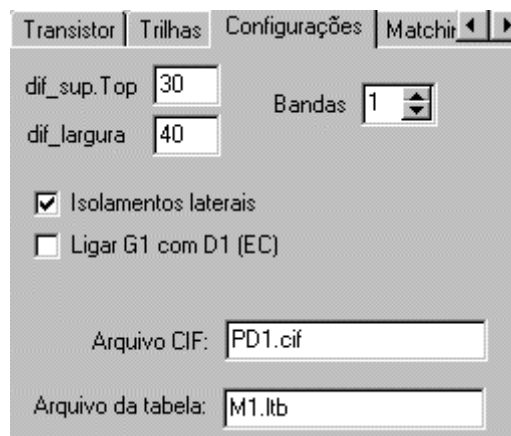 Transistor Trilhas Configurações Matchir
dif_sup.Top 30
Bandas 1
dif_largura 40
Isolamentos laterais
Ligar G1 com D1 (EC)
Arquivo CIF: PD1.cif
Arquivo da tabela: M1.ltb